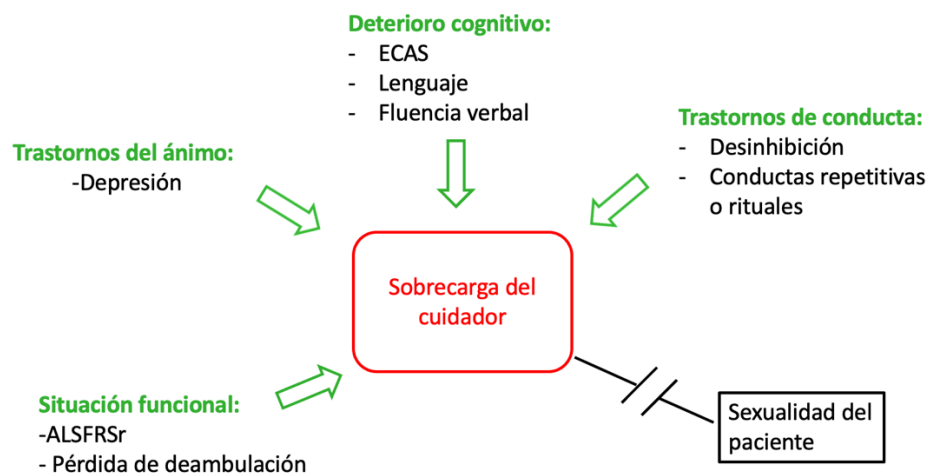 Deterioro cognitivo:
- ECAS
- Lenguaje
- Fluencia verbal
Trastornos de conducta:
- Desinhibición
- Conductas repetitivas
o rituales
Trastornos del ánimo:
-Depresión
Sobrecarga del
cuidador
Situación funcional:
-ALSFRSr
- Pérdida de deambulación
Sexualidad del
paciente